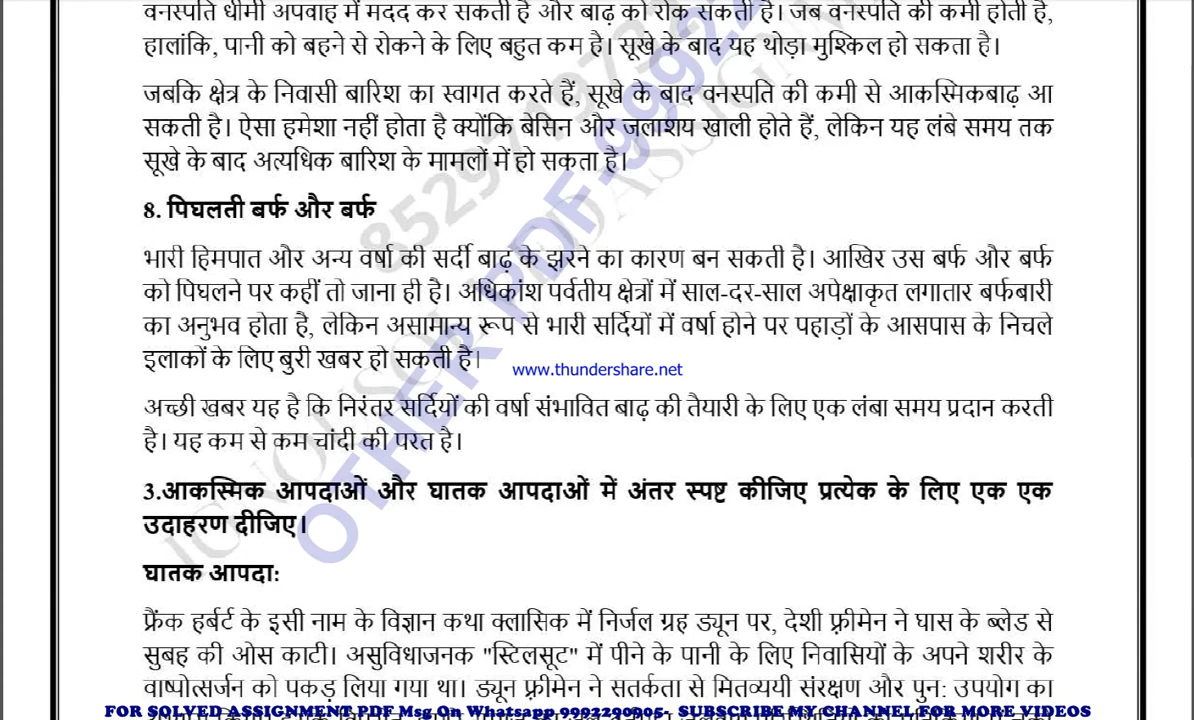 वनस्पति धीमी अपवाह में मदद कर सकती है और बाढ़ को रोक सकती है। जब वनस्पति की कमी होती है,
हालांकि, पानी को बहने से रोकने के लिए बहुत कम है। सूखे के बाद यह थोड़ा मुश्किल हो सकता है।
जबकि क्षेत्र के निवासी बारिश का स्वागत करते हैं, सूखे के बाद वनस्पति की कमी से आकस्मिकबाढ़ आ
सकती है। ऐसा हमेशा नहीं होता है क्योंकि बेसिन और जलाशय खाली होते हैं, लेकिन यह लंबे समय तक
सूखे के बाद अत्यधिक बारिश के मामलों में हो सकता है।
8. पिघलती बर्फ और बर्फ
भारी हिमपात और अन्य वर्षा की सर्दी बाढ़ के झरने का कारण बन सकती है। आखिर उस बर्फ और बर्फ
को पिघलने पर कहीं तो जाना ही है। अधिकांश पर्वतीय क्षेत्रों में साल-दर-साल अपेक्षाकृत लगातार बर्फबारी
का अनुभव होता है, लेकिन असामान्य रूप से भारी सर्दियों में वर्षा होने पर पहाड़ों के आसपास के निचले
इलाकों के लिए बुरी खबर हो सकती है।
www.thundershare.net
अच्छी खबर यह है कि निरंतर सर्दियों की वर्षा संभावित बाढ़ की तैयारी के लिए एक लंबा समय प्रदान करती
है। यह कम से कम चांदी की परत है।
3.आकस्मिक आपदाओं और घातक आपदाओं में अंतर स्पष्ट कीजिए प्रत्येक के लिए एक एक
उदाहरण दीजिए।
घातक आपदा:
फ्रैंक हर्बर्ट के इसी नाम के विज्ञान कथा क्लासिक में निर्जल ग्रह ड्यून पर, देशी फ़्रीमेन ने घास के ब्लेड से
सुबह की ओस काटी। असुविधाजनक "स्टिलसूट" में पीने के पानी के लिए निवासियों के अपने शरीर के
वाष्पोत्सर्जन को पकड़ लिया गया था। ड्यून फ़्रीमेन ने सतर्कता से मितव्ययी संरक्षण और पुन: उपयोग का
FOR SOLVED ASSIGNMENT PDF Msg On Whatsapp 9992290905- SUBSCRIBE MY CHANNEL FOR MORE VIDEOS